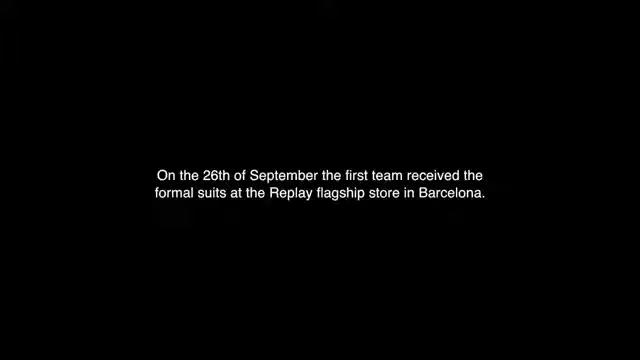 On the 26th of September the first team received the
formal suits at the Replay flagship store in Barcelona.